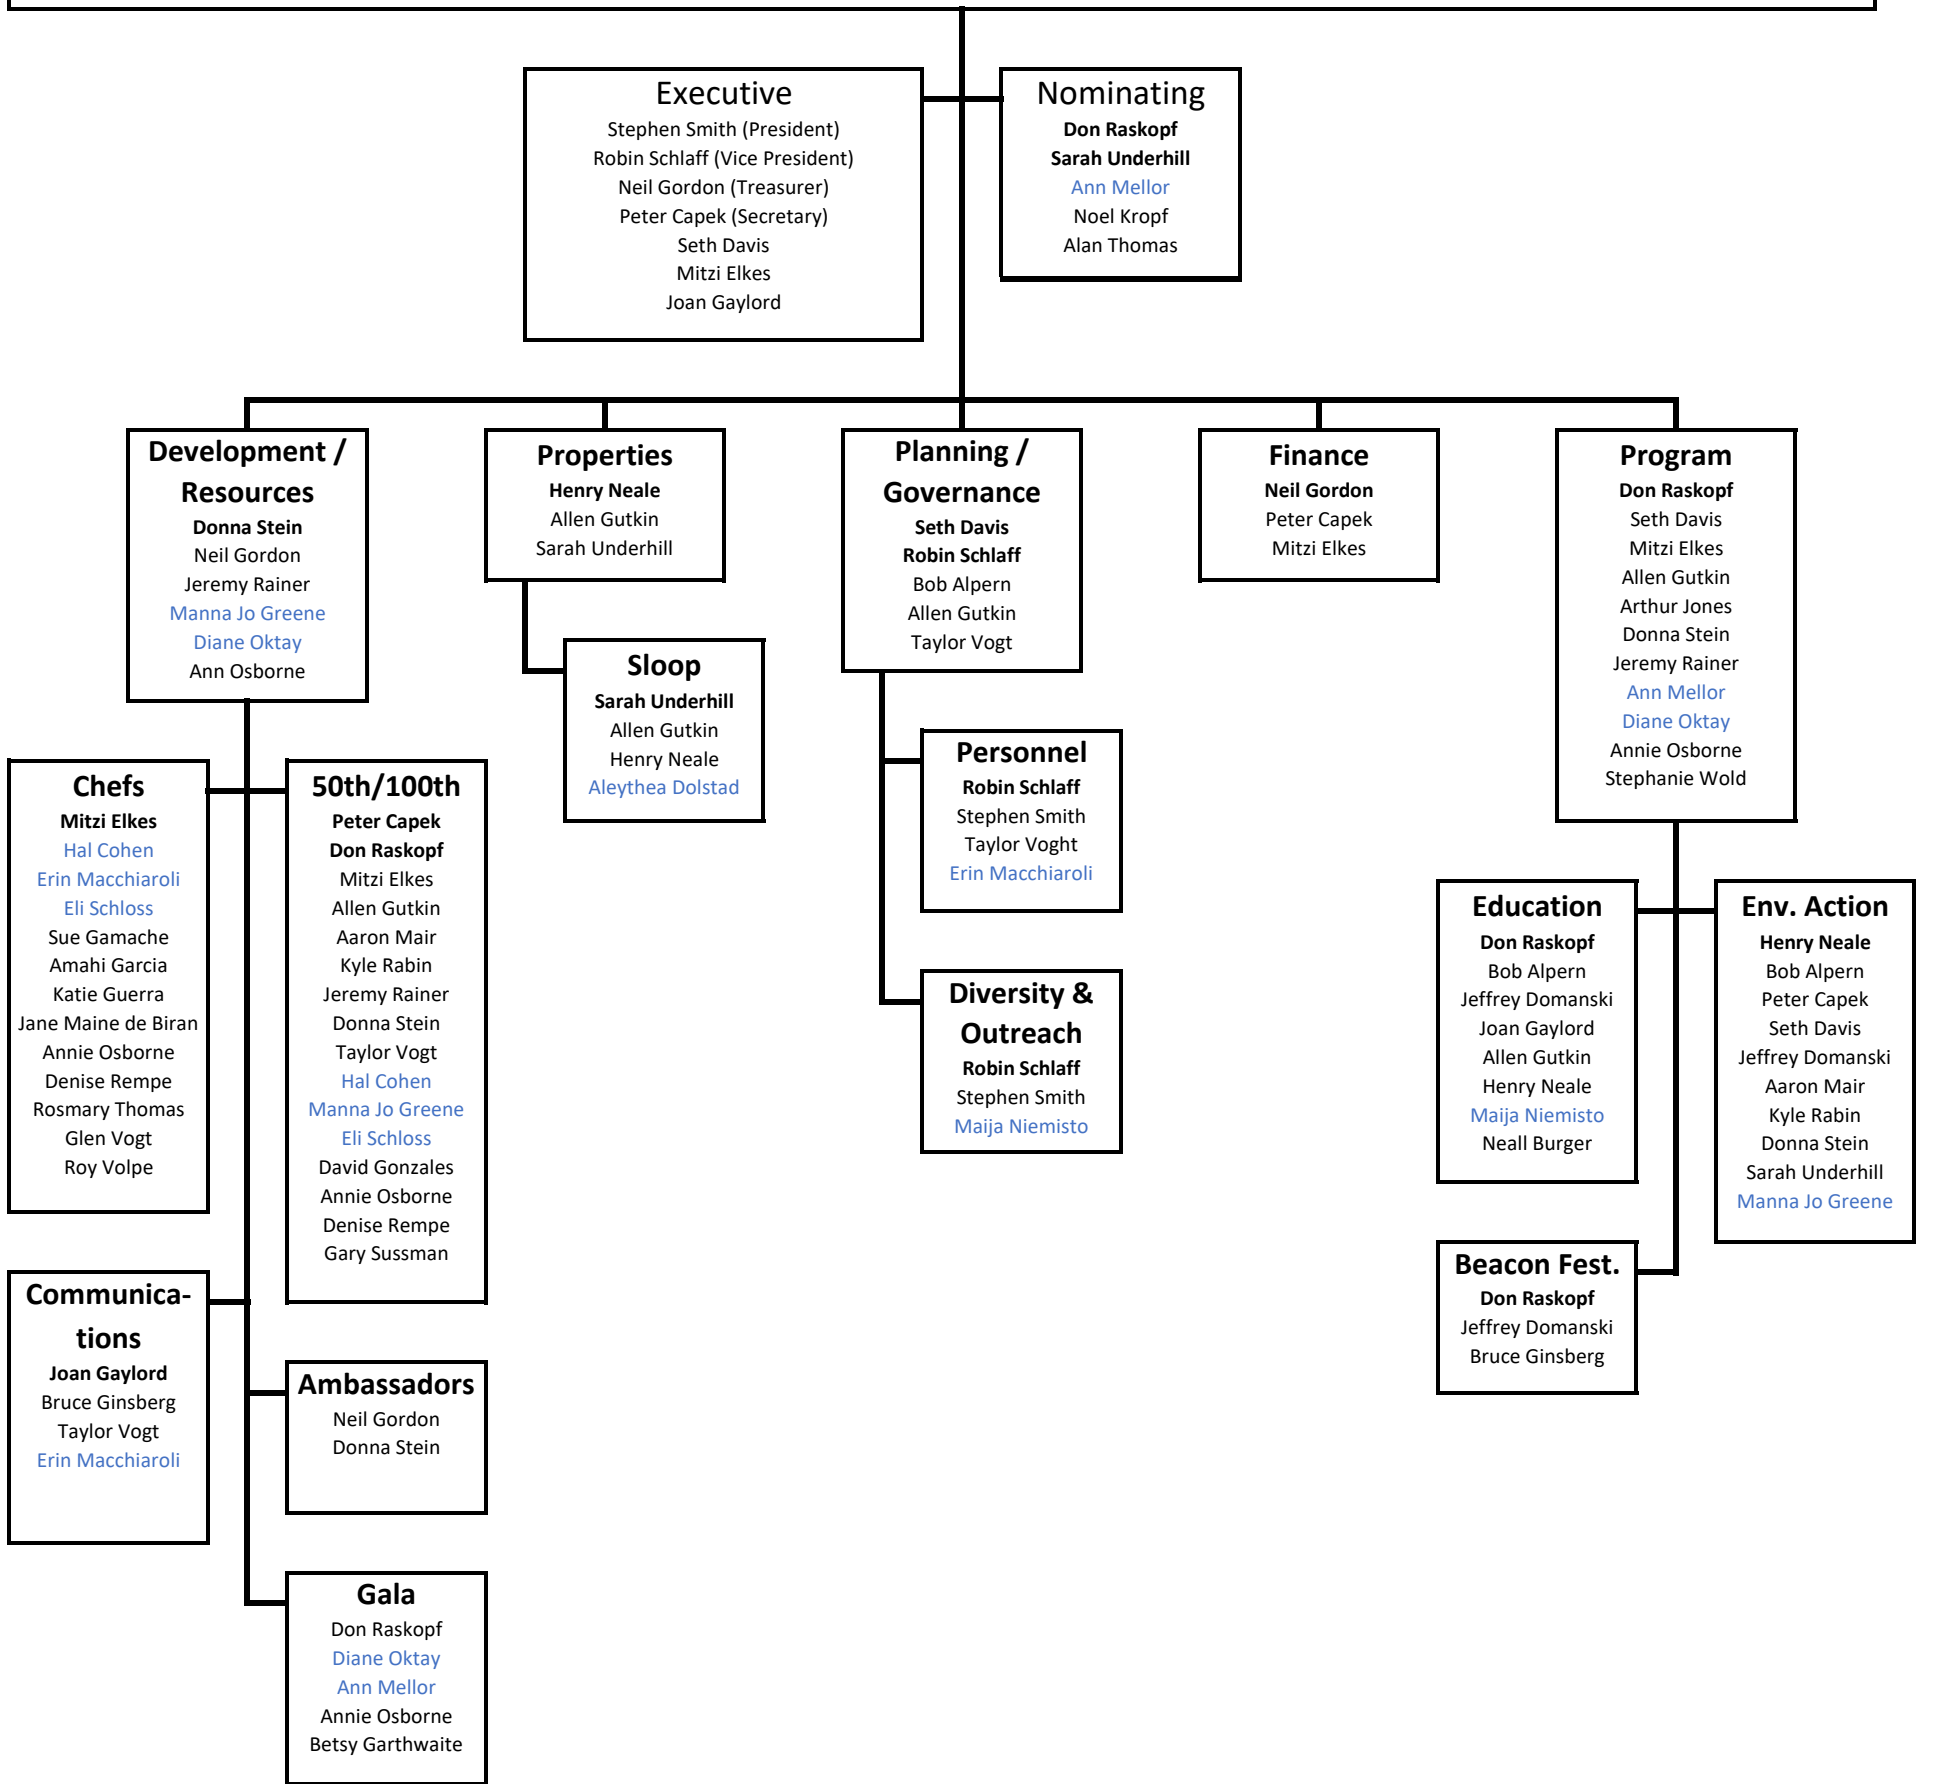 Executive
Stephen Smith (President)
Robin Schlaff (Vice President)
Neil Gordon (Treasurer)
Peter Capek (Secretary)
Seth Davis
Mitzi Elkes
Joan Gaylord
Nominating
Don Raskopf
Sarah Underhill
Ann Mellor
Noel Kropf
Alan Thomas
Development /
Resources
Donna Stein
Neil Gordon
Jeremy Rainer
Manna Jo Greene
Diane Oktay
Ann Osborne
Properties
Henry Neale
Allen Gutkin
Sarah Underhill
Planning /
Governance
Seth Davis
Robin Schlaff
Bob Alpern
Allen Gutkin
Taylor Vogt
Finance
Neil Gordon
Peter Capek
Mitzi Elkes
Program
Don Raskopf
Seth Davis
Mitzi Elkes
Allen Gutkin
Arthur Jones
Donna Stein
Jeremy Rainer
Ann Mellor
Diane Oktay
Annie Osborne
Stephanie Wold
Sloop
Sarah Underhill
Allen Gutkin
Henry Neale
Aleythea Dolstad
Personnel
Robin Schlaff
Stephen Smith
Taylor Voght
Erin Macchiaroli
Chefs
Mitzi Elkes
Hal Cohen
Erin Macchiaroli
Eli Schloss
Sue Gamache
Amahi Garcia
Katie Guerra
Jane Maine de Biran
Annie Osborne
Denise Rempe
Rosmary Thomas
Glen Vogt
Roy Volpe
50th/100th
Peter Capek
Don Raskopf
Mitzi Elkes
Allen Gutkin
Aaron Mair
Kyle Rabin
Jeremy Rainer
Donna Stein
Taylor Vogt
Hal Cohen
Manna Jo Greene
Eli Schloss
David Gonzales
Annie Osborne
Denise Rempe
Gary Sussman
Diversity &
Outreach
Robin Schlaff
Stephen Smith
Maija Niemisto
Education
Don Raskopf
Bob Alpern
Jeffrey Domanski
Joan Gaylord
Allen Gutkin
Henry Neale
Maija Niemisto
Neall Burger
Env. Action
Henry Neale
Bob Alpern
Peter Capek
Seth Davis
Jeffrey Domanski
Aaron Mair
Kyle Rabin
Donna Stein
Sarah Underhill
Manna Jo Greene
Beacon Fest.
Don Raskopf
Jeffrey Domanski
Bruce Ginsberg
Communica-
tions
Joan Gaylord
Bruce Ginsberg
Taylor Vogt
Erin Macchiaroli
Ambassadors
Neil Gordon
Donna Stein
Gala
Don Raskopf
Diane Oktay
Ann Mellor
Annie Osborne
Betsy Garthwaite